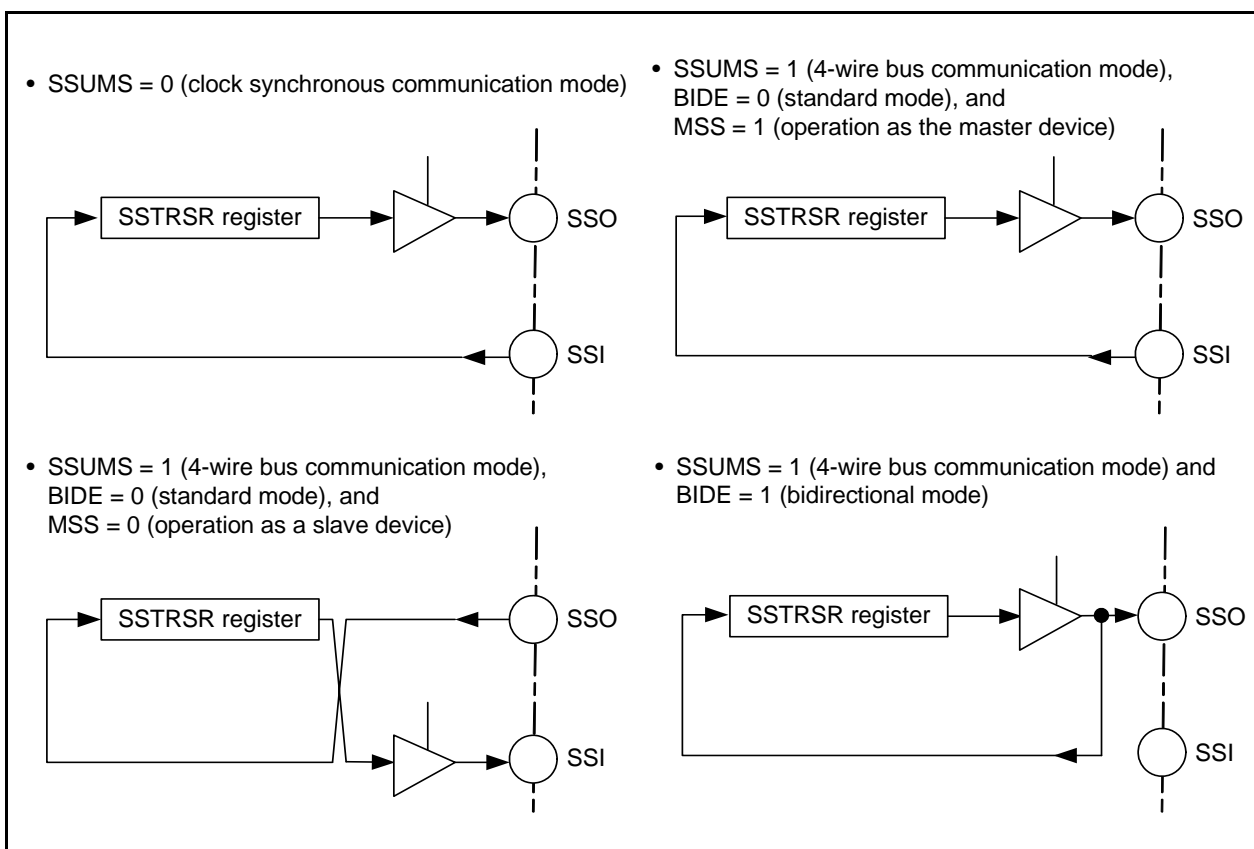 • SSUMS = 0 (clock synchronous communication mode)
SSTRSR register
SSO
SSI
• SSUMS = 1 (4-wire bus communication mode),
BIDE = 0 (standard mode), and
MSS = 1 (operation as the master device)
SSTRSR register
SSO
SSI
• SSUMS = 1 (4-wire bus communication mode),
BIDE = 0 (standard mode), and
MSS = 0 (operation as a slave device)
SSTRSR register
SSO
SSI
• SSUMS = 1 (4-wire bus communication mode) and
BIDE = 1 (bidirectional mode)
SSTRSR register
SSO
SSI